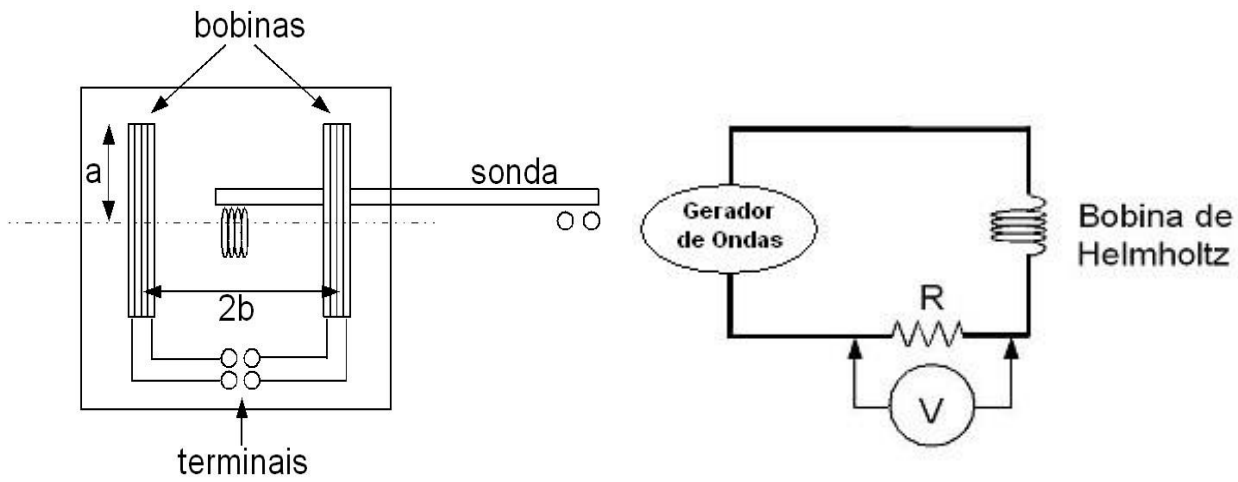 bobinas
a
sonda
2b
terminais
Gerador
de Ondas
Bobina de
Helmholtz
R
V